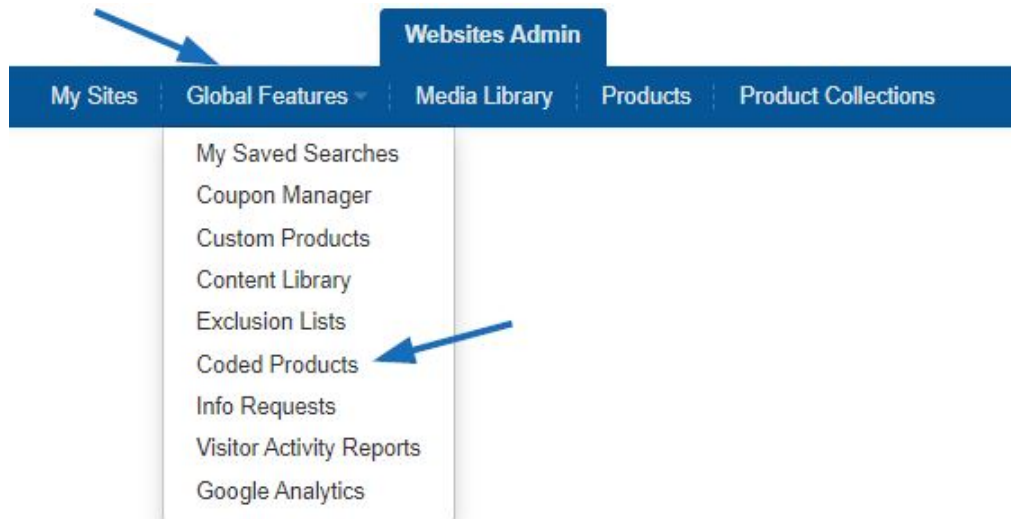 Websites Admin
My Sites Global Features Media Library Products Product Collections
My Saved Searches
Coupon Manager
Custom Products
Content Library
Exclusion Lists
Coded Products
Info Requests
Visitor Activity Reports
Google Analytics